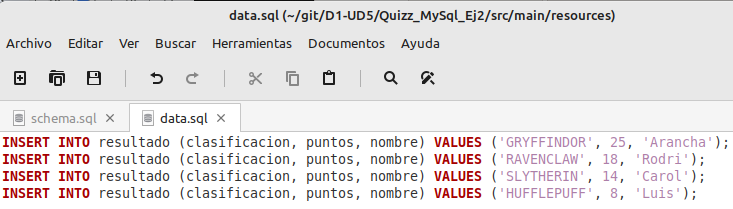 data.sql (~/git/D1-UD5/Quizz_MySql_Ej2/src/main/resources)
Archivo Editar Ver Buscar Herramientas Documentos Ayuda
schema.sql × data.sql ×
INSERT INTO resultado (clasificacion, puntos, nombre) VALUES ('GRYFFINDOR', 25, 'Arancha');
INSERT INTO resultado (clasificacion, puntos, nombre) VALUES ('RAVENCLAW', 18, 'Rodri');
INSERT INTO resultado (clasificacion, puntos, nombre) VALUES ('SLYTHERIN', 14, 'Carol');
INSERT INTO resultado (clasificacion, puntos, nombre) VALUES ('HUFFLEPUFF', 8, 'Luis');